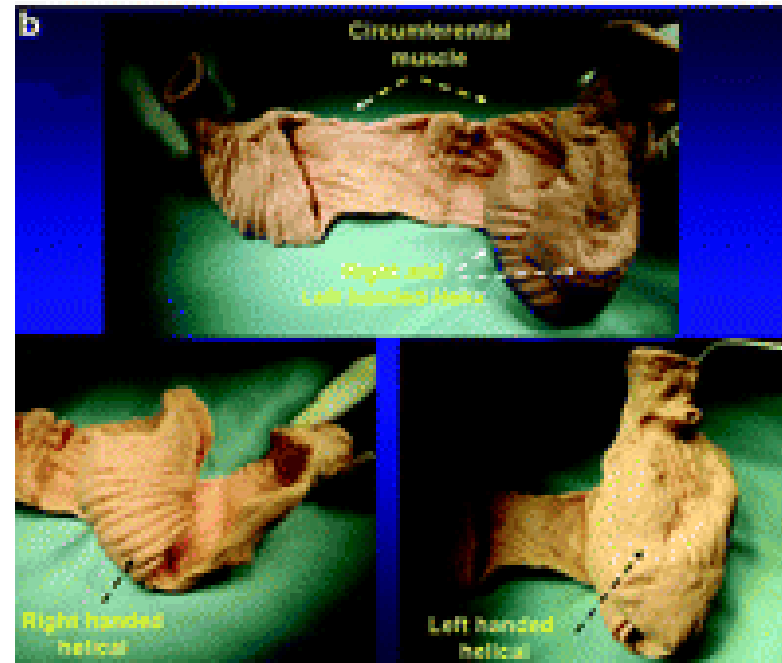 b
Circumferential
muscle
Right and
Left handed Helix
Right handed
helical
Left handed
helical